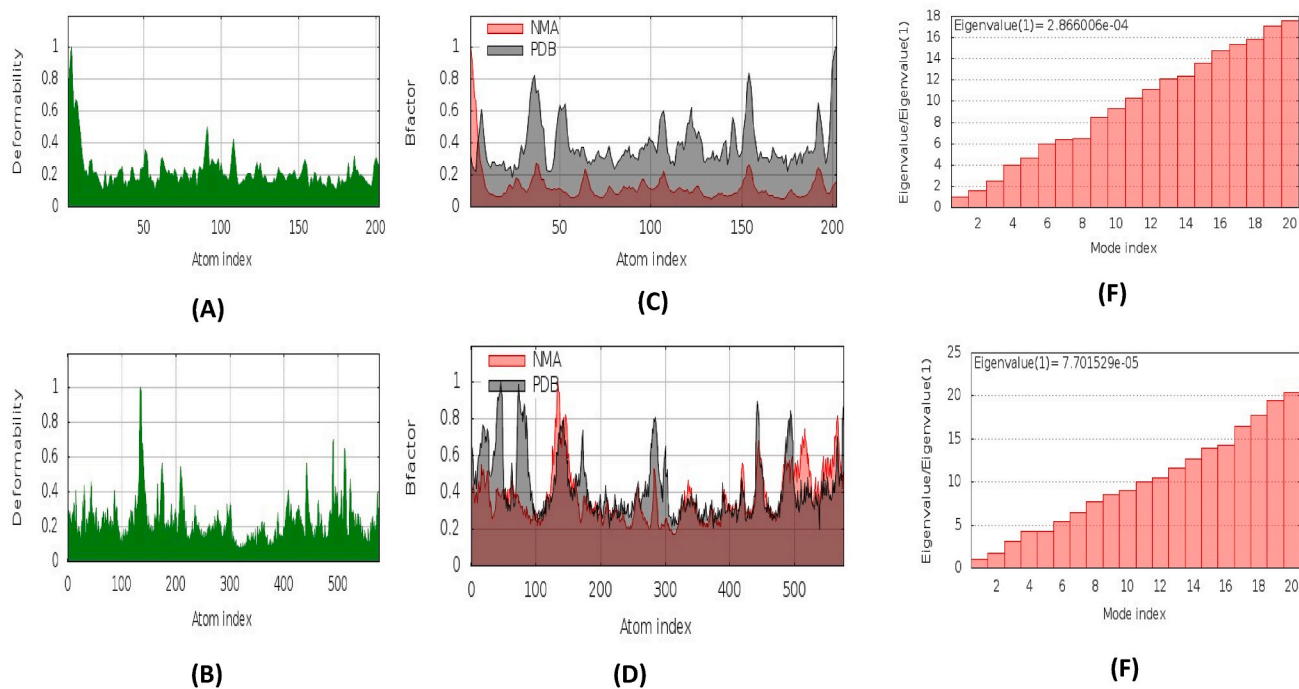 Deformability
1
0.8
0.6
0.4
0.2
0
50 100 150 200
Atom index
(A)
Bfactor
NMA
PDB
1
0.8
0.6
0.4
0.2
0
0 50 100 150 200
Atom index
(C)
Eigenvalue/Eigenvalue(1)
Eigenvalue(1)= 2.866006e-04
18
16
14
12
10
8
6
4
2
0
2 4 6 8 10 12 14 16 18 20
Mode index
(F)
Deformability
1
0.8
0.6
0.4
0.2
0
0 100 200 300 400 500
Atom index
(B)
Bfactor
NMA
PDB
1
0.8
0.6
0.4
0.2
0
0 100 200 300 400 500
Atom index
(D)
Eigenvalue/Eigenvalue(1)
Eigenvalue(1)= 7.701529e-05
25
20
15
10
5
0
2 4 6 8 10 12 14 16 18 20
Mode index
(F)